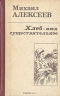 Михаил
АЛЕКСЕЕВ
Хлеб-имя
существительное